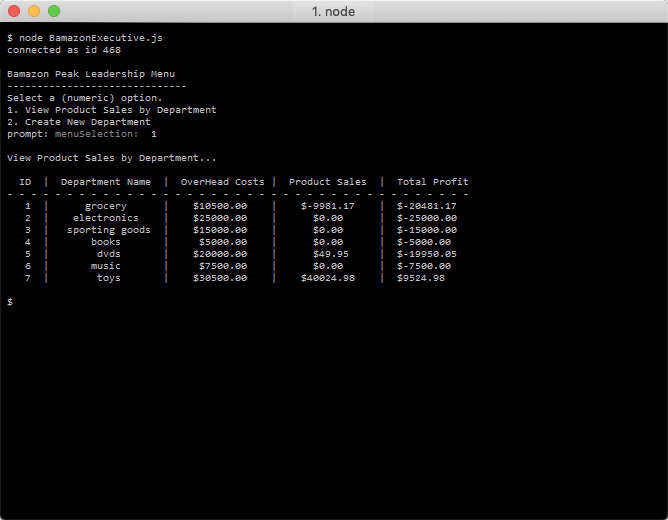 1. node
$ node BamazonExecutive.js
connected as id 468
Bamazon Peak Leadership Menu
------------------------------
Select a (numeric) option.
1. View Product Sales by Department
2. Create New Department
prompt: menuSelection:  1
View Product Sales by Department...
ID  |  Department Name  |  OverHead Costs |  Product Sales  |  Total Profit
- - - - - - - - - - - - - - - - - - - - - - - - - - - - - - - - - - - - - - -
1  |      grocery      |    $10500.00    |    $-9981.17    |  $-20481.17
2  |    electronics    |    $25000.00    |      $0.00      |  $-25000.00
3  |   sporting goods  |    $15000.00    |      $0.00      |  $-15000.00
4  |       books       |     $5000.00    |      $0.00      |  $-5000.00
5  |        dvds       |    $20000.00    |      $49.95     |  $-19950.05
6  |       music       |     $7500.00    |      $0.00      |  $-7500.00
7  |        toys       |    $30500.00    |    $40024.98    |  $9524.98
$